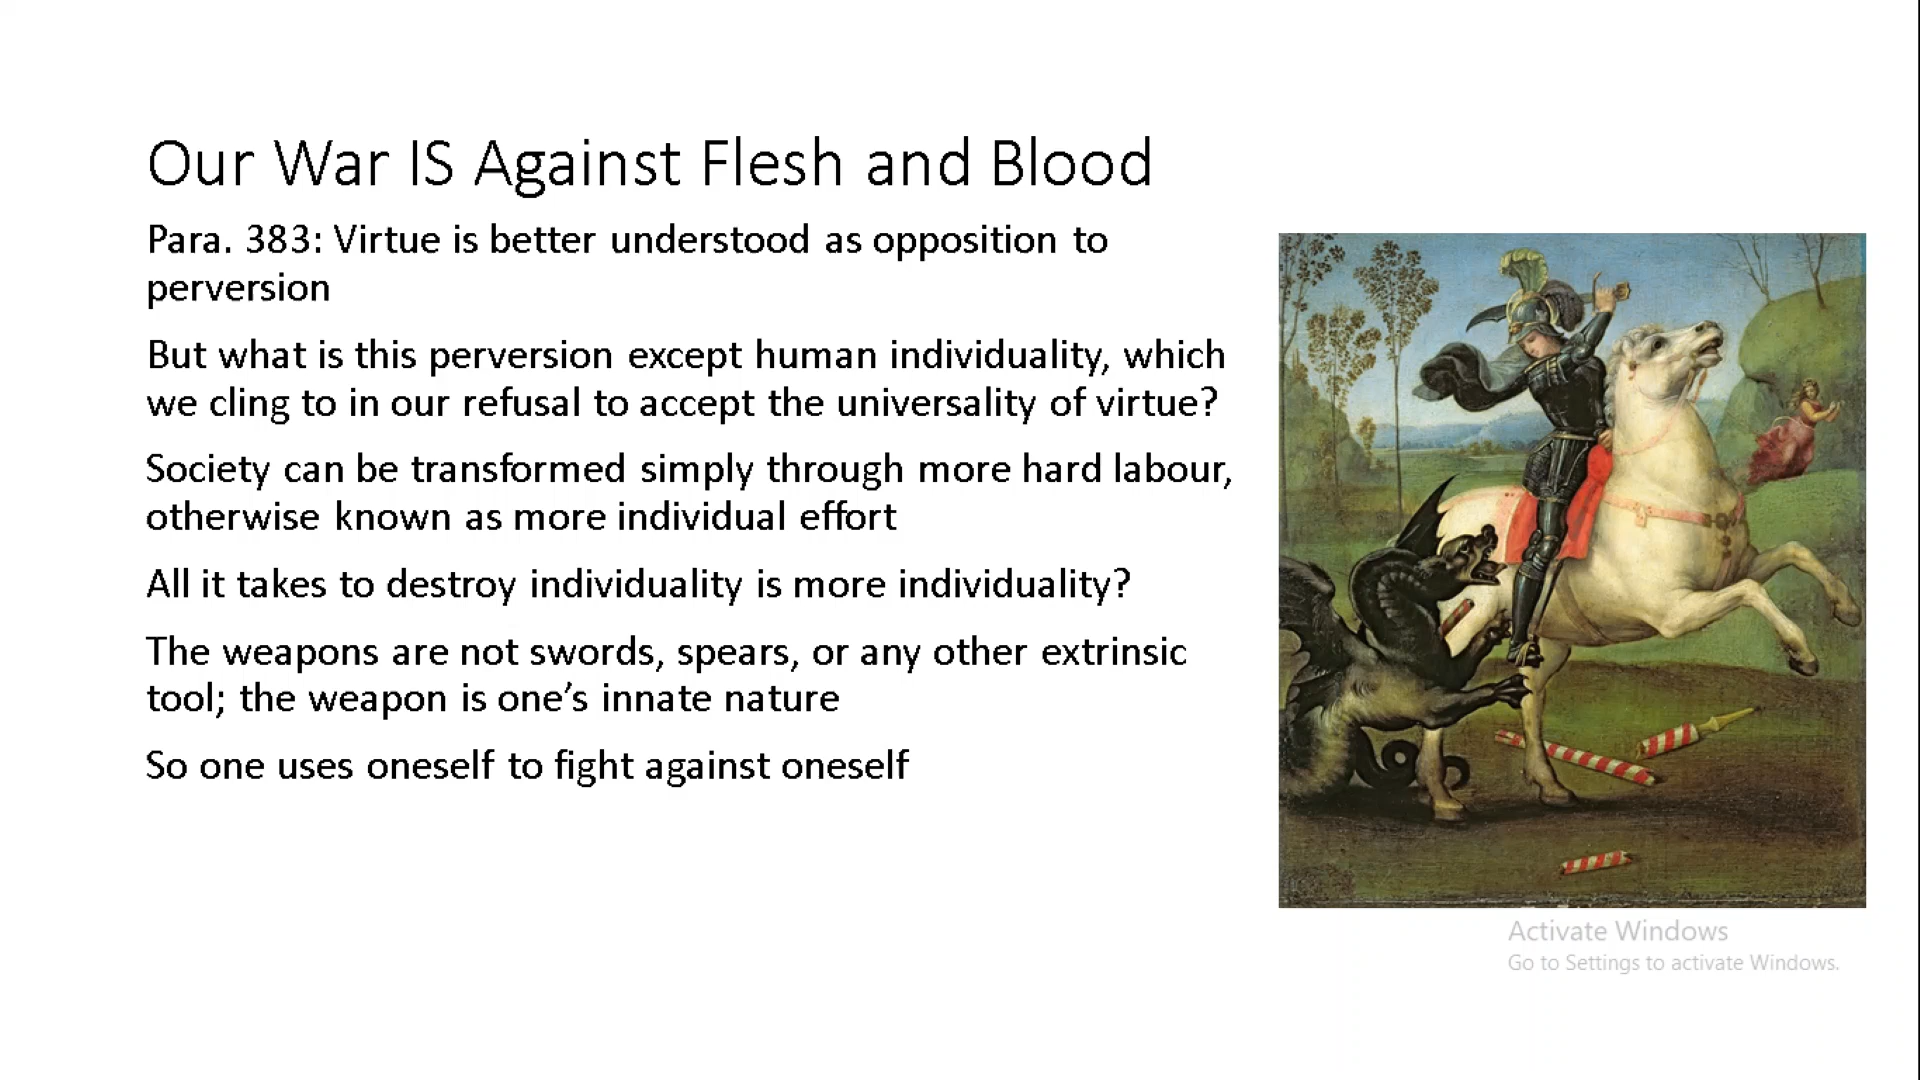 Our War IS Against Flesh and Blood
Para. 383: Virtue is better understood as opposition to
perversion
But what is this perversion except human individuality, which
we cling to in our refusal to accept the universality of virtue?
Society can be transformed simply through more hard labour,
otherwise known as more individual effort
All it takes to destroy individuality is more individuality?
The weapons are not swords, spears, or any other extrinsic
tool; the weapon is one’s innate nature
So one uses oneself to fight against oneself
Activate Windows
Go to Settings to activate Windows.